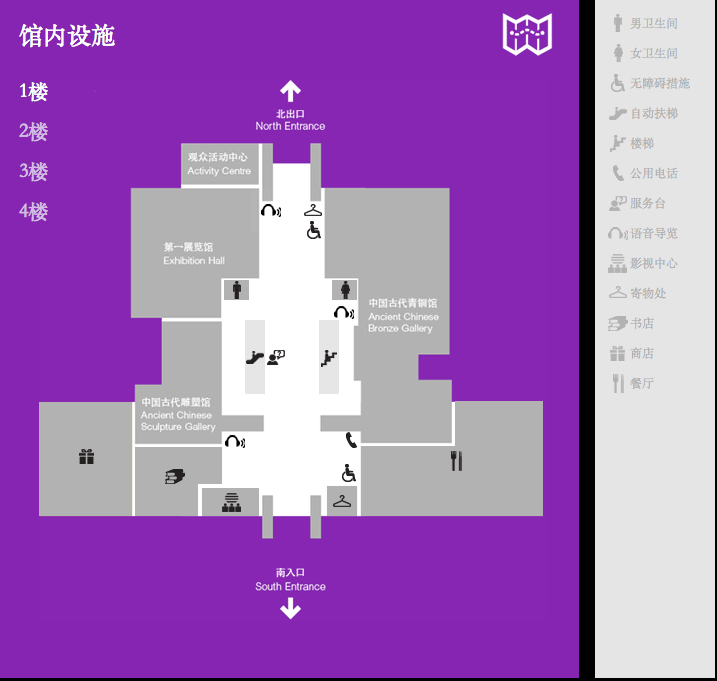 馆内设施
1楼
2楼
3楼
4楼
北出口
North Entrance
观众活动中心
Activity Centre
第一展览馆
Exhibition Hall
中国古代青铜馆
Ancient Chinese
Bronze Gallery
中国古代雕塑馆
Ancient Chinese
Sculpture Gallery
南入口
South Entrance
男卫生间
女卫生间
无障碍措施
自动扶梯
楼梯
公用电话
服务台
语音导览
影视中心
寄物处
书店
商店
餐厅